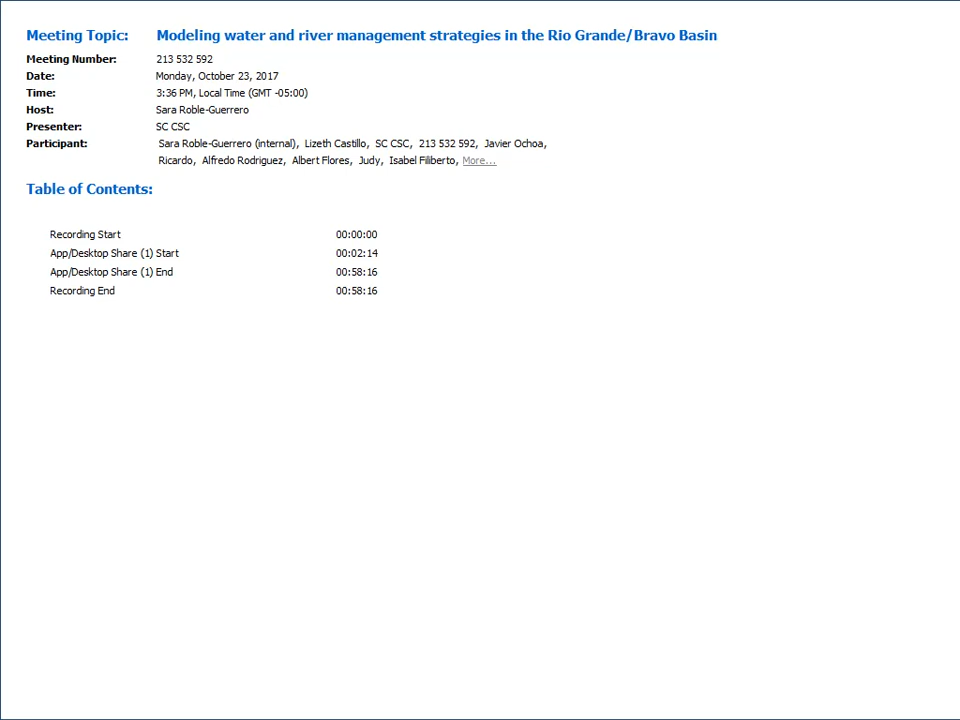 Meeting Topic: Modeling water and river management strategies in the Rio Grande/Bravo Basin
Meeting Number: 213 532 592
Date: Monday, October 23, 2017
Time: 3:36 PM, Local Time (GMT -05:00)
Host: Sara Roble-Guerrero
Presenter: SC CSC
Participant: Sara Roble-Guerrero (internal), Lizeth Castillo, SC CSC, 213 532 592, Javier Ochoa,
Ricardo, Alfredo Rodriguez, Albert Flores, Judy, Isabel Filiberto, More...
Table of Contents:
Recording Start 00:00:00
App/Desktop Share (1) Start 00:02:14
App/Desktop Share (1) End 00:58:16
Recording End 00:58:16